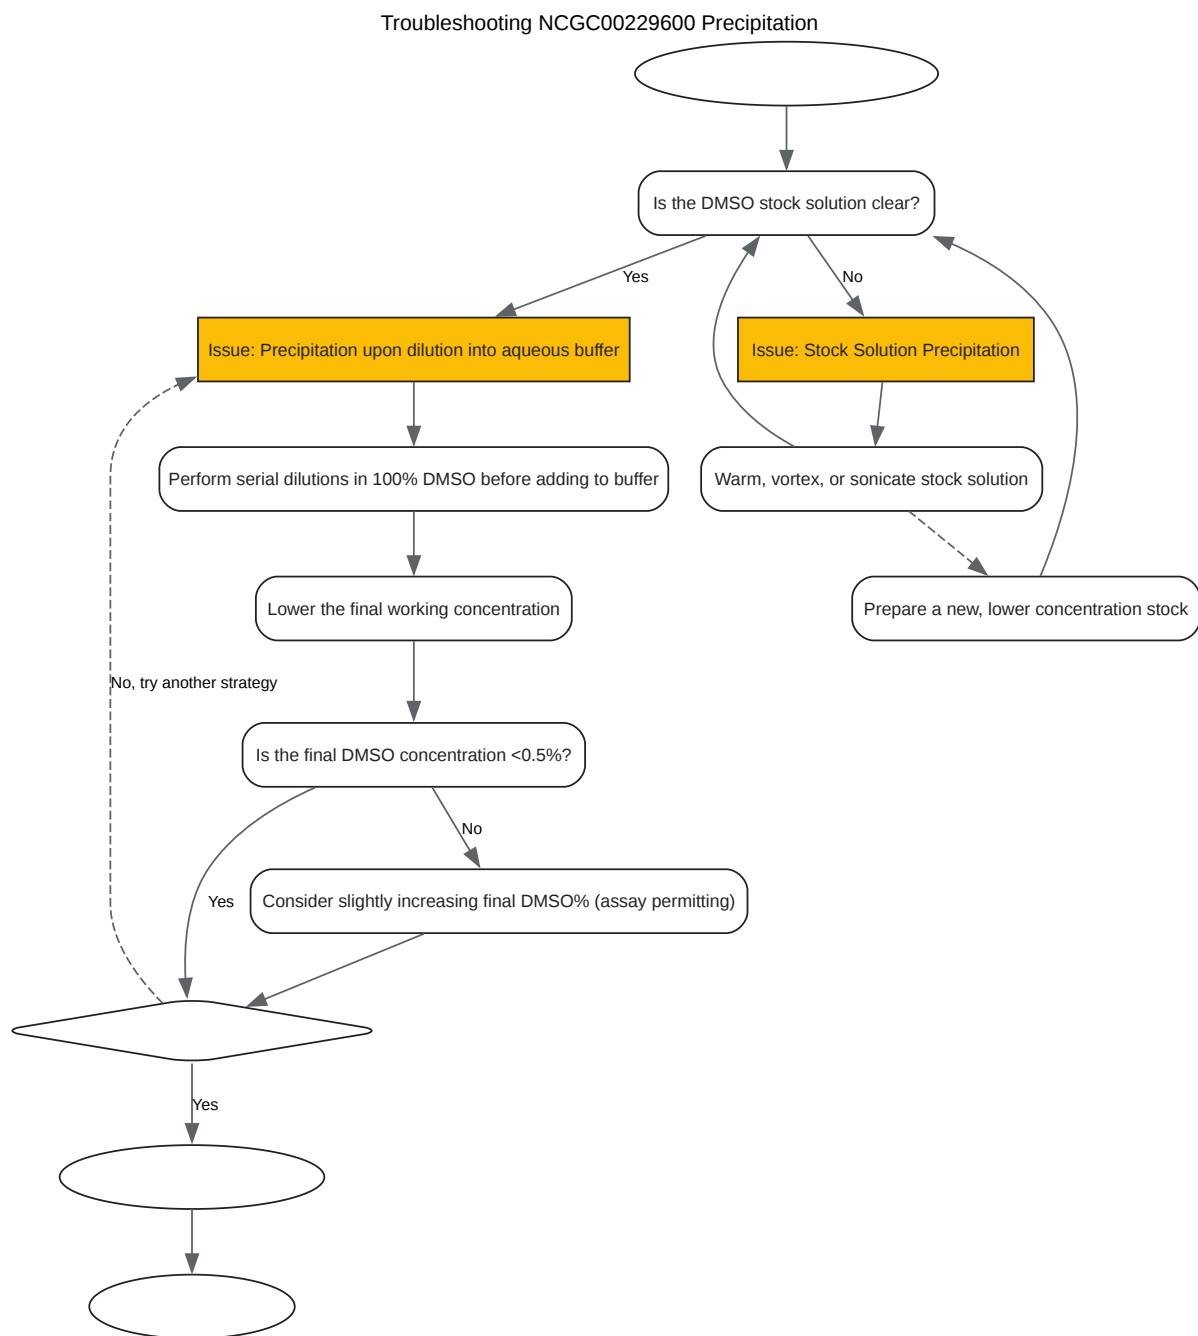 Troubleshooting NCGC00229600 Precipitation
Is the DMSO stock solution clear?
Yes
No
Issue: Precipitation upon dilution into aqueous buffer
Issue: Stock Solution Precipitation
Perform serial dilutions in 100% DMSO before adding to buffer
Warm, vortex, or sonicate stock solution
Lower the final working concentration
Prepare a new, lower concentration stock
No, try another strategy
Is the final DMSO concentration <0.5%?
No
Yes
Consider slightly increasing final DMSO% (assay permitting)
Yes